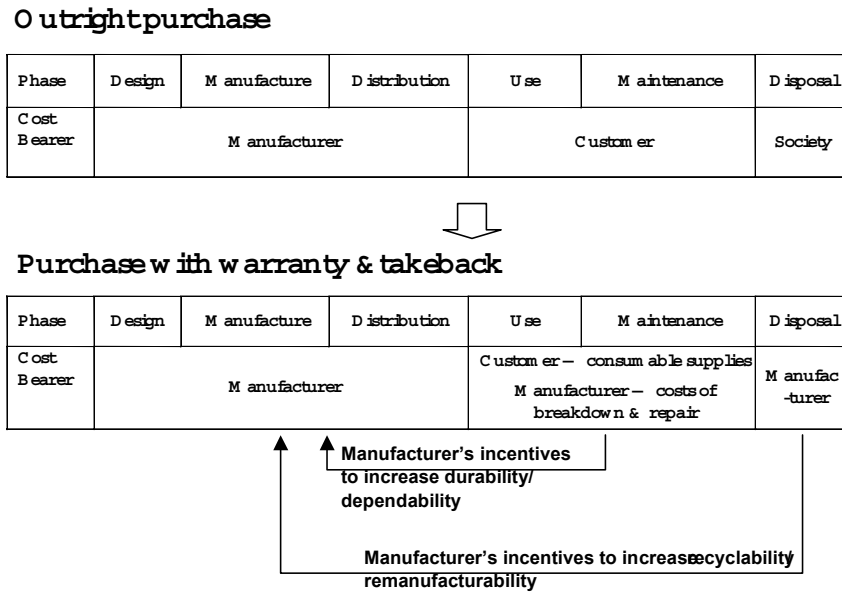 Outright purchase
Phase Design Manufacture Distribution Use Maintenance Disposal
Cost
Bearer
Manufacturer Customer Society
Purchase with warranty & takeback
Phase Design Manufacture Distribution Use Maintenance Disposal
Cost
Bearer
Manufacturer
Customer – consumable supplies
Manufacturer – costs of
breakdown & repair
Manufac
-turer
Manufacturer's incentives
to increase durability/
dependability
Manufacturer's incentives to increase recyclability/
remanufacturability